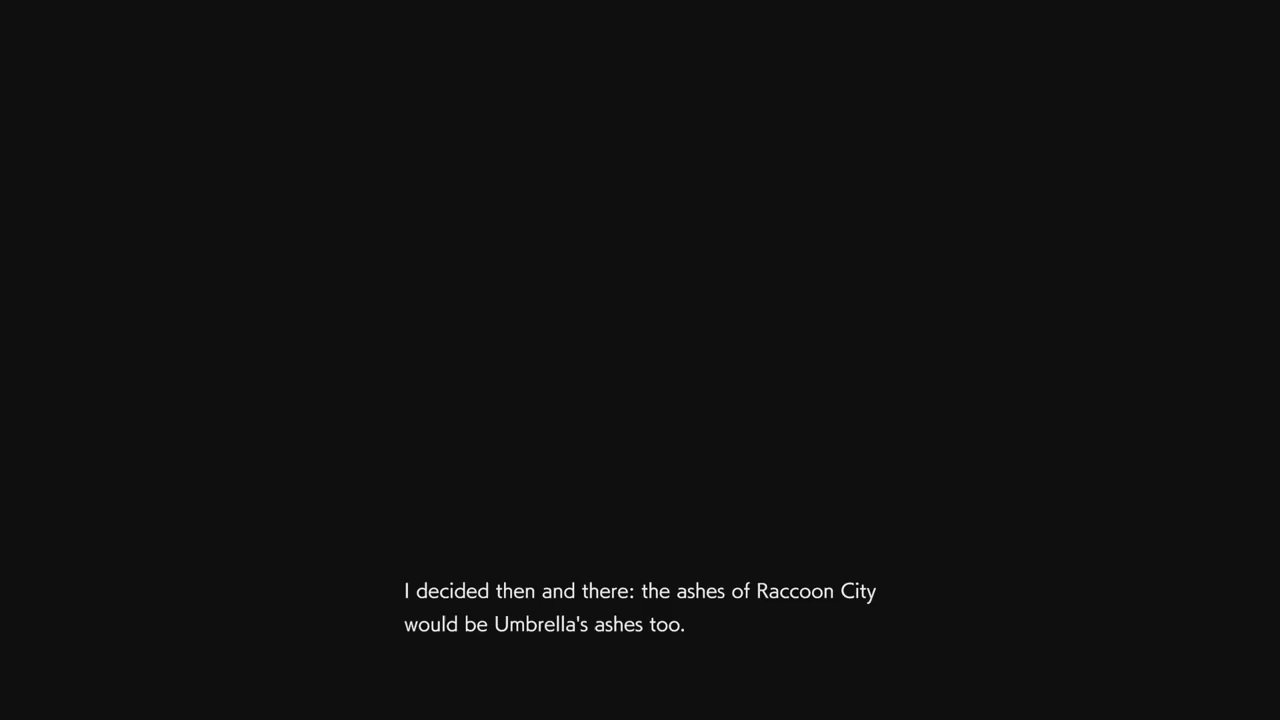 I decided then and there: the ashes of Raccoon City
would be Umbrella's ashes too.